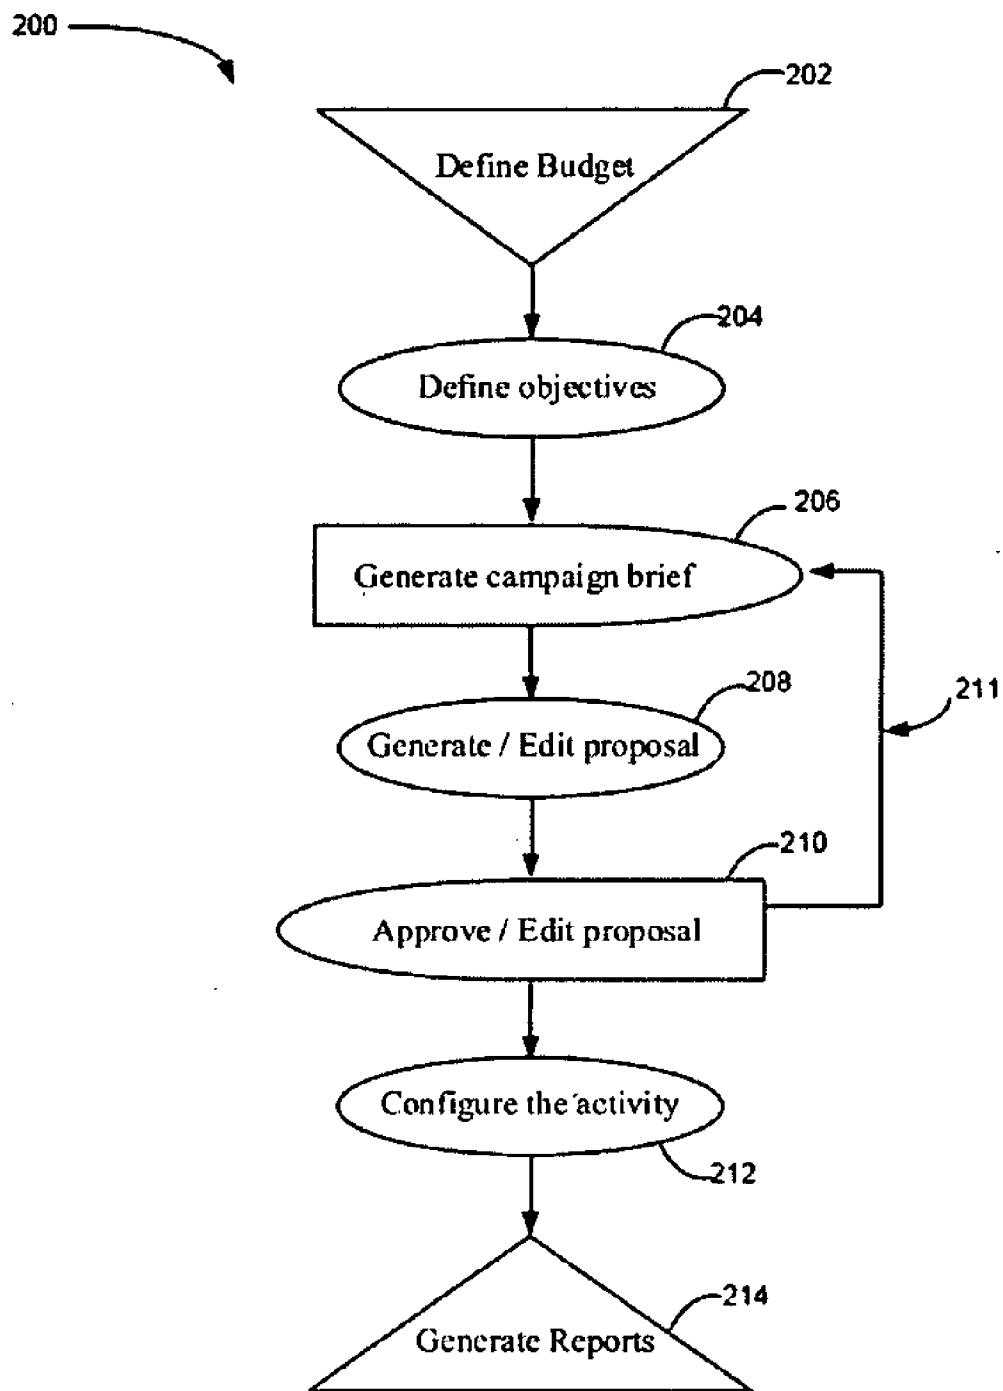 200
202
Define Budget
204
Define objectives
206
Generate campaign brief
208
211
Generate / Edit proposal
210
Approve / Edit proposal
Configure the activity
212
214
Generate Reports